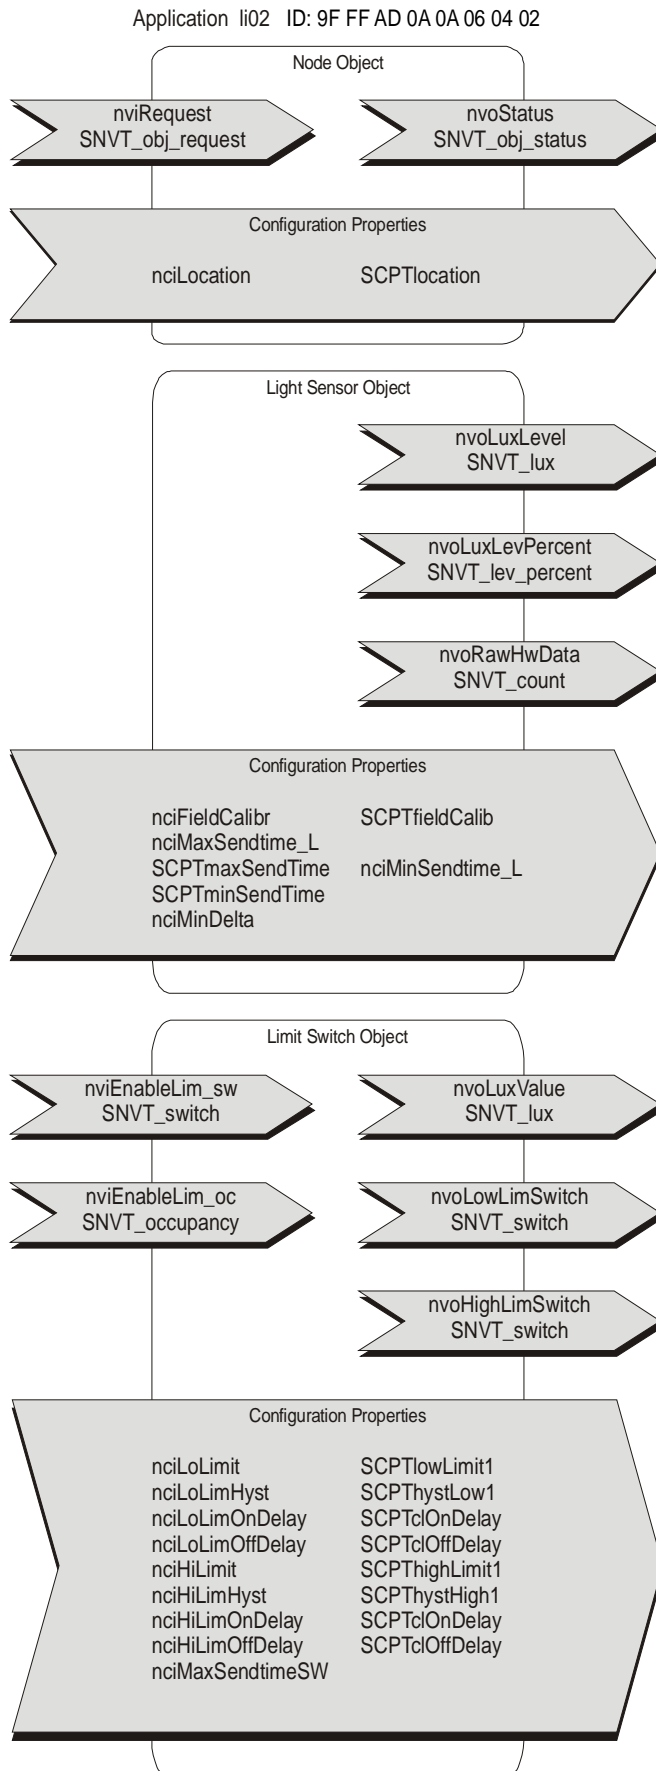 Application li02 ID: 9F FF AD 0A 0A 06 04 02
Node Object
nviRequest
SNVT_obj_request
nvoStatus
SNVT_obj_status
Configuration Properties
nciLocation SCPTlocation
Light Sensor Object
nvoLuxLevel
SNVT_lux
nvoLuxLevPercent
SNVT_lev_percent
nvoRawHwData
SNVT_count
Configuration Properties
nciFieldCalibr SCPTfieldCalib
nciMaxSendtime_L
SCPTmaxSendTime nciMinSendtime_L
SCPTminSendTime
nciMinDelta
Limit Switch Object
nviEnableLim_sw
SNVT_switch
nvoLuxValue
SNVT_lux
nviEnableLim_oc
SNVT_occupancy
nvoLowLimSwitch
SNVT_switch
nvoHighLimSwitch
SNVT_switch
Configuration Properties
nciLoLimit SCPTlowLimit1
nciLoLimHyst SCPThystLow1
nciLoLimOnDelay SCPTclOnDelay
nciLoLimOffDelay SCPTclOffDelay
nciHiLimit SCPThighLimit1
nciHiLimHyst SCPThystHigh1
nciHiLimOnDelay SCPTclOnDelay
nciHiLimOffDelay SCPTclOffDelay
nciMaxSendtimeSW